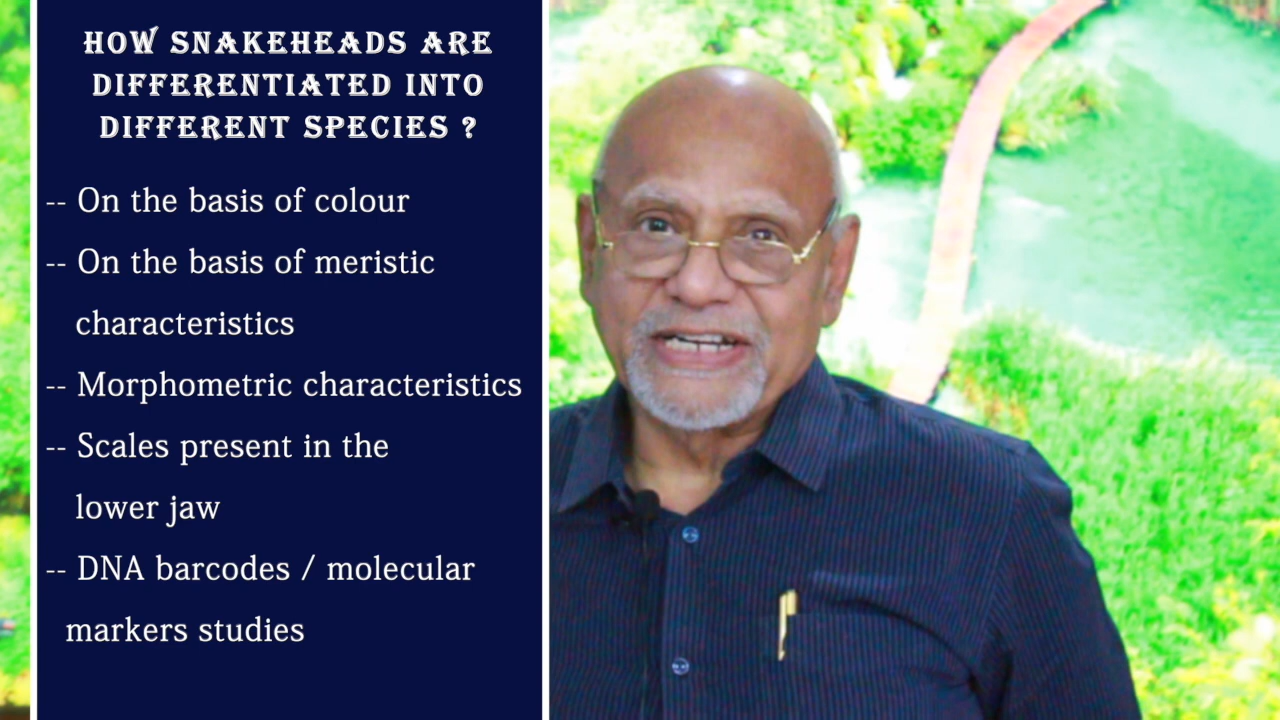 HOW SNAKEHEADS ARE
DIFFERENTIATED INTO
DIFFERENT SPECIES ?
-- On the basis of colour
-- On the basis of meristic
characteristics
-- Morphometric characteristics
-- Scales present in the
lower jaw
-- DNA barcodes / molecular
markers studies